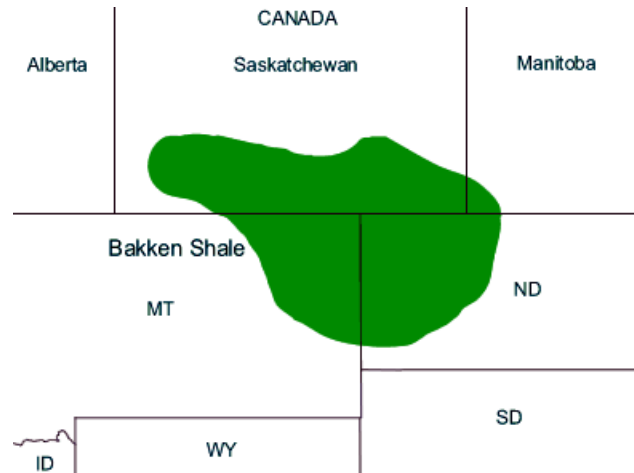 CANADA
Alberta
Saskatchewan
Manitoba
Bakken Shale
MT
ND
SD
WY
ID